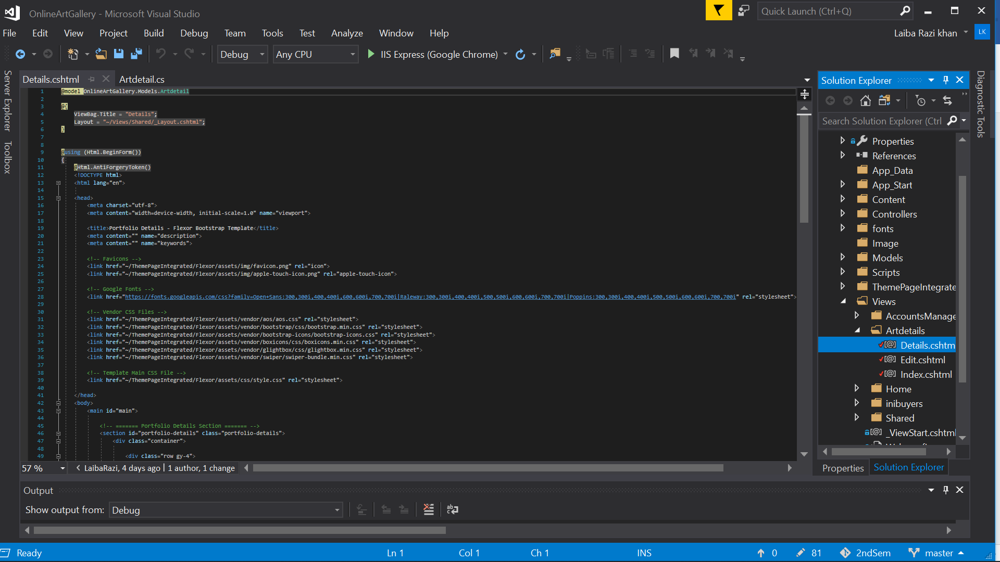 OnlineArtGallery - Microsoft Visual Studio
Quick Launch (Ctrl+Q)
File Edit View Project Build Debug Team Tools Test Analyze Window Help
Laiba Razi khan LK
Debug Any CPU IIS Express (Google Chrome)
Server Explorer
Toolbox
Details.cshtml Artdetail.cs
1 @model OnlineArtGallery.Models.Artdetail
2
3 @{
4 ViewBag.Title = "Details";
5 Layout = "~/Views/Shared/_Layout.cshtml";
6 }
7
8
9 @using (Html.BeginForm())
10 {
11 @Html.AntiForgeryToken()
12 <!DOCTYPE html>
13 <html lang="en">
14
15 <head>
16 <meta charset="utf-8">
17 <meta content="width=device-width, initial-scale=1.0" name="viewport">
18
19 <title>Portfolio Details - Flexor Bootstrap Template</title>
20 <meta content="" name="description">
21 <meta content="" name="keywords">
22
23 <!-- Favicons -->
24 <link href="~/ThemePageIntegrated/Flexor/assets/img/favicon.png" rel="icon">
25 <link href="~/ThemePageIntegrated/Flexor/assets/img/apple-touch-icon.png" rel="apple-touch-icon">
26
27 <!-- Google Fonts -->
28 <link href="https://fonts.googleapis.com/css?family=Open+Sans:300,300i,400,400i,600,600i,700,700i|Raleway:300,300i,400,400i,500,500i,600,600i,700,700i|Poppins:300,300i,400,400i,500,500i,600,600i,700,700i" rel="stylesheet">
29
30 <!-- Vendor CSS Files -->
31 <link href="~/ThemePageIntegrated/Flexor/assets/vendor/aos/aos.css" rel="stylesheet">
32 <link href="~/ThemePageIntegrated/Flexor/assets/vendor/bootstrap/css/bootstrap.min.css" rel="stylesheet">
33 <link href="~/ThemePageIntegrated/Flexor/assets/vendor/bootstrap-icons/bootstrap-icons.css" rel="stylesheet">
34 <link href="~/ThemePageIntegrated/Flexor/assets/vendor/boxicons/css/boxicons.min.css" rel="stylesheet">
35 <link href="~/ThemePageIntegrated/Flexor/assets/vendor/glightbox/css/glightbox.min.css" rel="stylesheet">
36 <link href="~/ThemePageIntegrated/Flexor/assets/vendor/swiper/swiper-bundle.min.css" rel="stylesheet">
37
38 <!-- Template Main CSS File -->
39 <link href="~/ThemePageIntegrated/Flexor/assets/css/style.css" rel="stylesheet">
40
41 </head>
42 <body>
43 <main id="main">
44
45 <!-- ======= Portfolio Details Section ======= -->
46 <section id="portfolio-details" class="portfolio-details">
47 <div class="container">
48
49 <div class="row gy-4">
57 % LaibaRazi, 4 days ago | 1 author, 1 change
Solution Explorer
Search Solution Explorer (Ctrl
Properties
References
App_Data
App_Start
Content
Controllers
fonts
Image
Models
Scripts
ThemePageIntegrate
Views
AccountsManage
Artdetails
Details.cshtm
Edit.cshtml
Index.cshtml
Home
inibuyers
Shared
_ViewStart.cshtml
Properties Solution Explorer
Diagnostic Tools
Output
Show output from: Debug
Ready Ln 1 Col 1 Ch 1 INS 0 81 2ndSem master